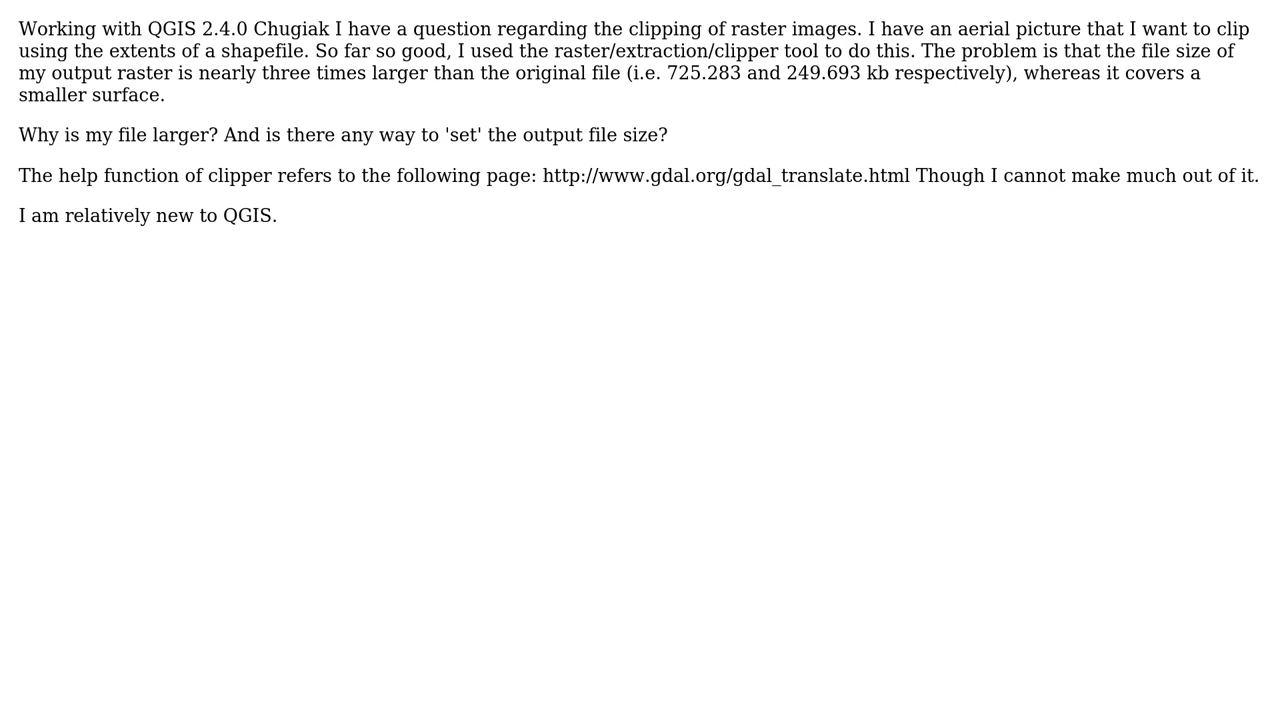 Working with QGIS 2.4.0 Chugiak I have a question regarding the clipping of raster images. I have an aerial picture that I want to clip
using the extents of a shapefile. So far so good, I used the raster/extraction/clipper tool to do this. The problem is that the file size of
my output raster is nearly three times larger than the original file (i.e. 725.283 and 249.693 kb respectively), whereas it covers a
smaller surface.
Why is my file larger? And is there any way to 'set' the output file size?
The help function of clipper refers to the following page: http://www.gdal.org/gdal_translate.html Though I cannot make much out of it.
I am relatively new to QGIS.